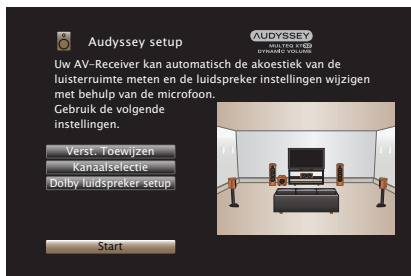 Audyssey setup
AUDYSSEY
MULTEQ XT32
DYNAMIC VOLUME
Uw AV-Receiver kan automatisch de akoestiek van de
luisterruimte meten en de luidspreker instellingen wijzigen
met behulp van de microfoon.
Gebruik de volgende
instellingen.
Verst. Toewijzen
Kanaalselectie
Dolby luidspreker setup
Start